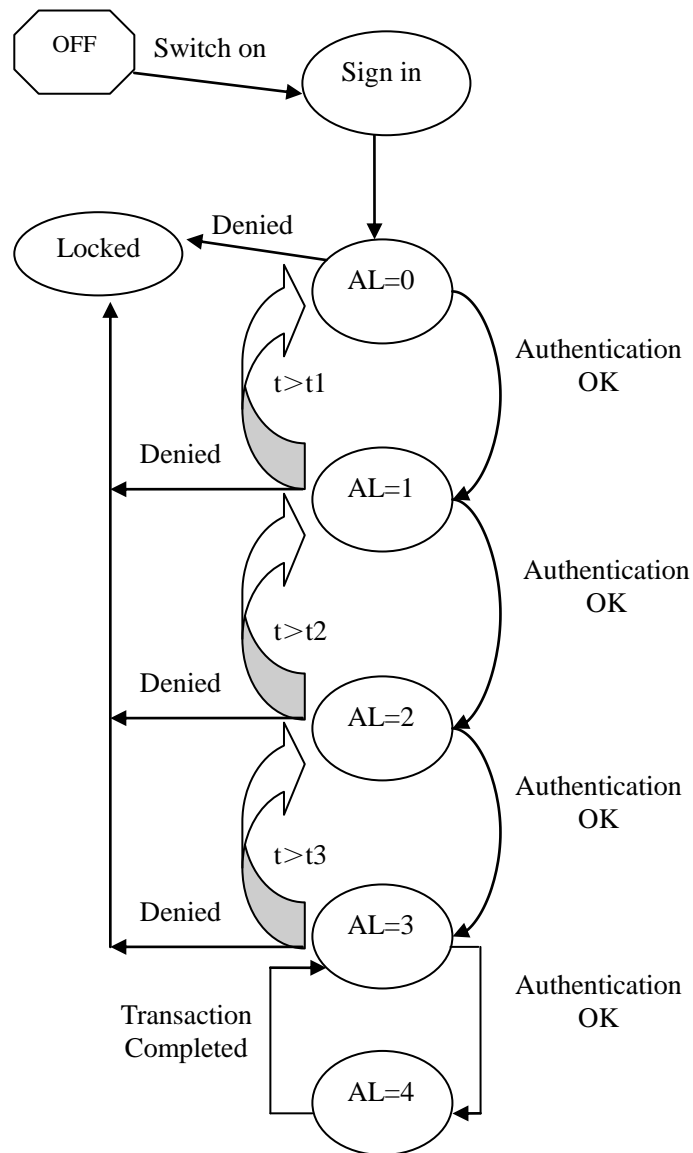 OFF
Switch on
Sign in
Denied
Locked
AL=0
Authentication
OK
t>t1
Denied
AL=1
Authentication
OK
t>t2
Denied
AL=2
Authentication
OK
t>t3
Denied
AL=3
Authentication
OK
Transaction
Completed
AL=4